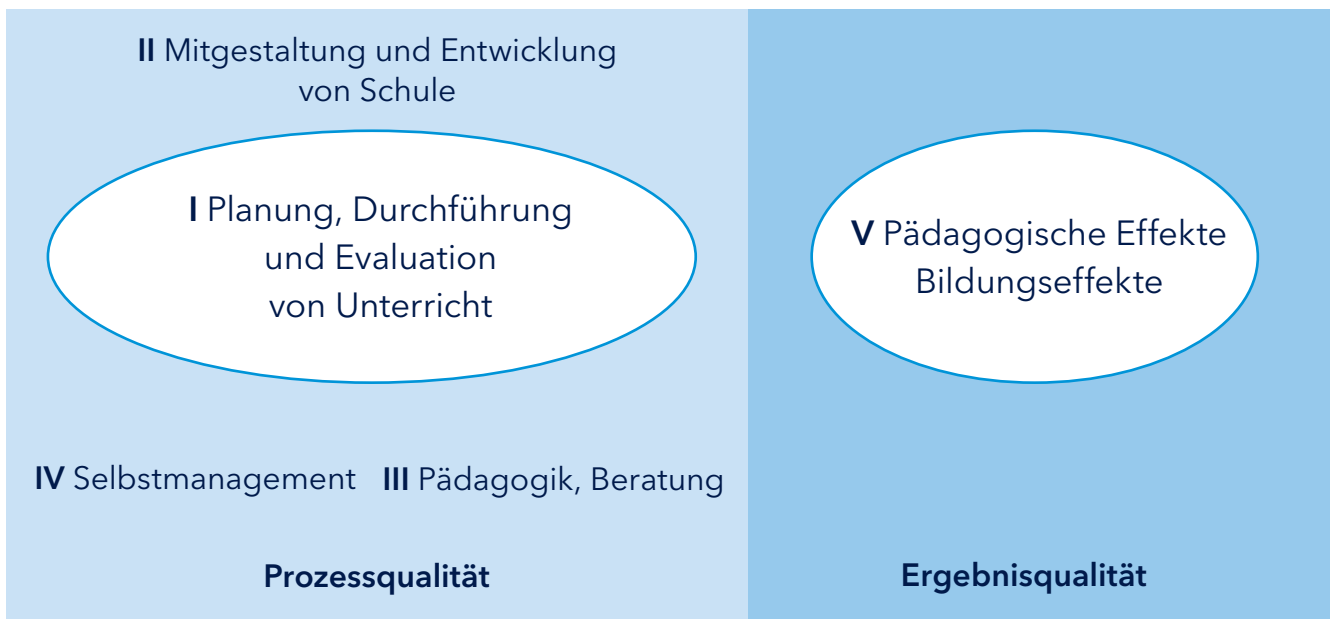 II Mitgestaltung und Entwicklung
von Schule
I Planung, Durchführung
und Evaluation
von Unterricht
IV Selbstmanagement
III Pädagogik, Beratung
Prozessqualität
V Pädagogische Effekte
Bildungseffekte
Ergebnisqualität